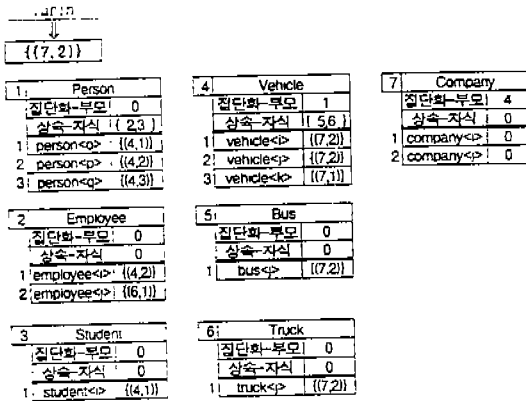 {(7,2)}
1 Person
집단화-부모 0
상속-자식 { 2,3 }
1 person<o> {(4,1)}
2 person<p> {(4,2)}
3 person<q> {(4,3)}
4 Vehicle
집단화-부모 1
상속-자식 { 5,6 }
1 vehicle<i> {(7,2)}
2 vehicle<j> {(7,2)}
3 vehicle<k> {(7,1)}
7 Company
집단화-부모 4
상속-자식 0
1 company<i> 0
2 company<j> 0
2 Employee
집단화-부모 0
상속-자식 0
1 employee<i> {(4,2)}
2 employee<j> {(6,1)}
5 Bus
집단화-부모 0
상속-자식 0
1 bus<j> {(7,2)}
3 Student
집단화-부모 0
상속-자식 0
1 student<i> {(4,1)}
6 Truck
집단화-부모 0
상속-자식 0
1 truck<p> {(7,2)}